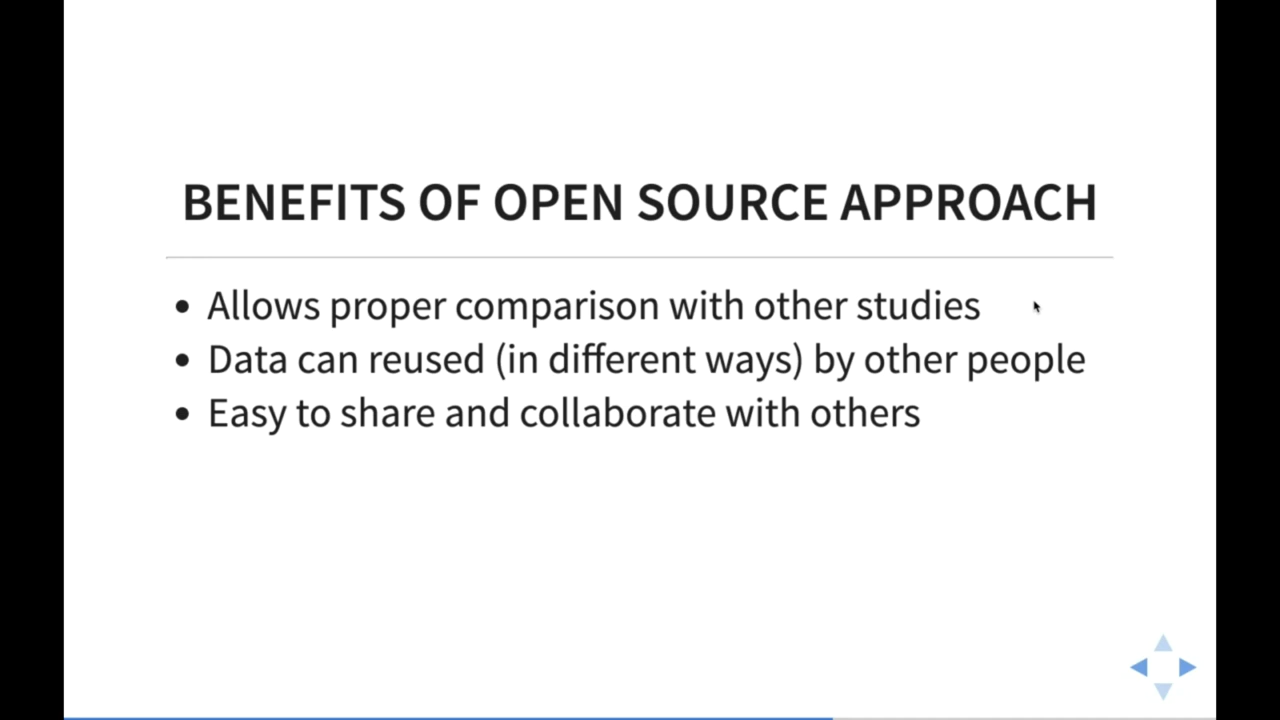 BENEFITS OF OPEN SOURCE APPROACH
• Allows proper comparison with other studies
• Data can reused (in different ways) by other people
• Easy to share and collaborate with others